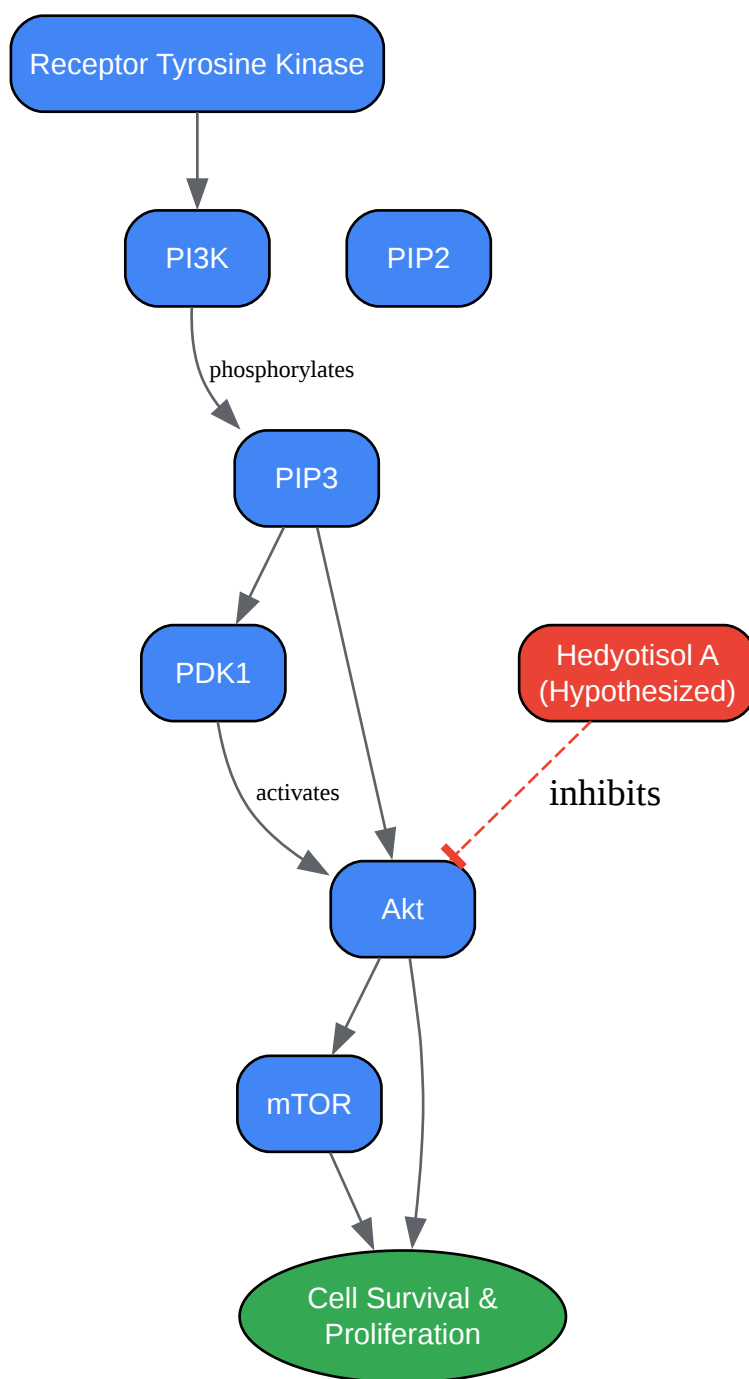 Receptor Tyrosine Kinase
PI3K
PIP2
phosphorylates
PIP3
PDK1
Hedyotisol A
(Hypothesized)
activates
inhibits
Akt
mTOR
Cell Survival &
Proliferation